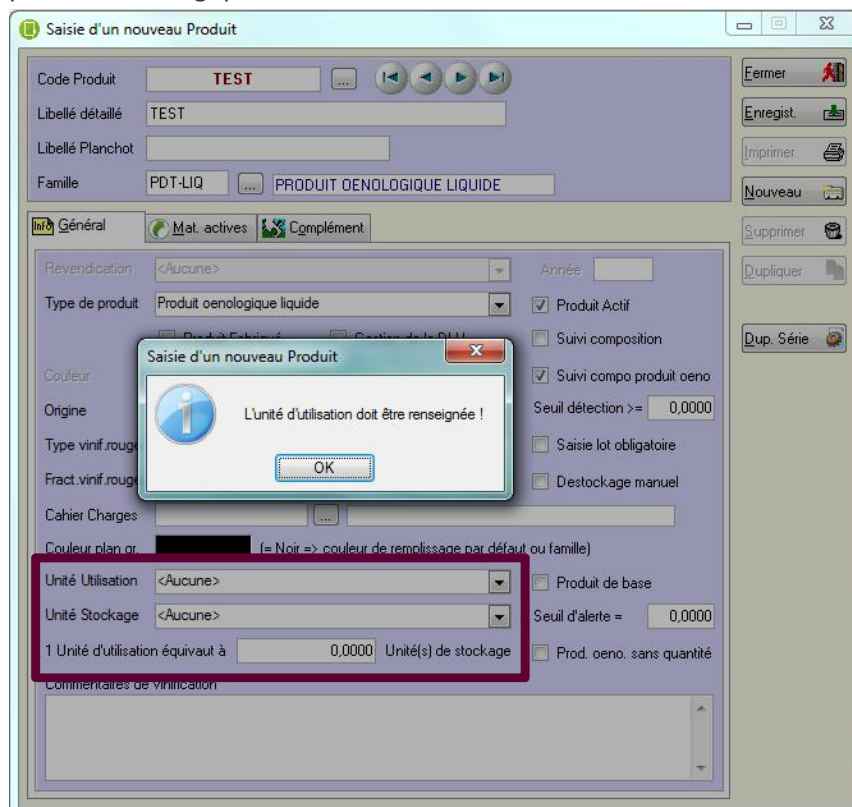 Saisie d'un nouveau Produit
Code Produit TEST ...
Fermer
Libellé détaillé TEST
Enregist.
Libellé Planchot
Imprimer
Famille PDT-LIQ ... PRODUIT OENOLOGIQUE LIQUIDE
Nouveau
Info Général Mat. actives Complément
Supprimer
Revendication <Aucune> Année
Dupliquer
Type de produit Produit oenologique liquide Produit Actif
Suivi composition
Dup. Série
Saisie d'un nouveau Produit
Couleur
Suivi compo produit oeno
L'unité d'utilisation doit être renseignée !
Origine
Seuil détection >= 0,0000
Type vinif.rouge
Saisie lot obligatoire
OK
Fract.vinif.rouge
Destockage manuel
Cahier Charges ...
Couleur plan gr. (= Noir => couleur de remplissage par défaut ou famille)
Unité Utilisation <Aucune> Produit de base
Unité Stockage <Aucune> Seuil d'alerte = 0,0000
1 Unité d'utilisation équivaut à 0,0000 Unité(s) de stockage Prod. oeno. sans quantité
Commentaires de vinification